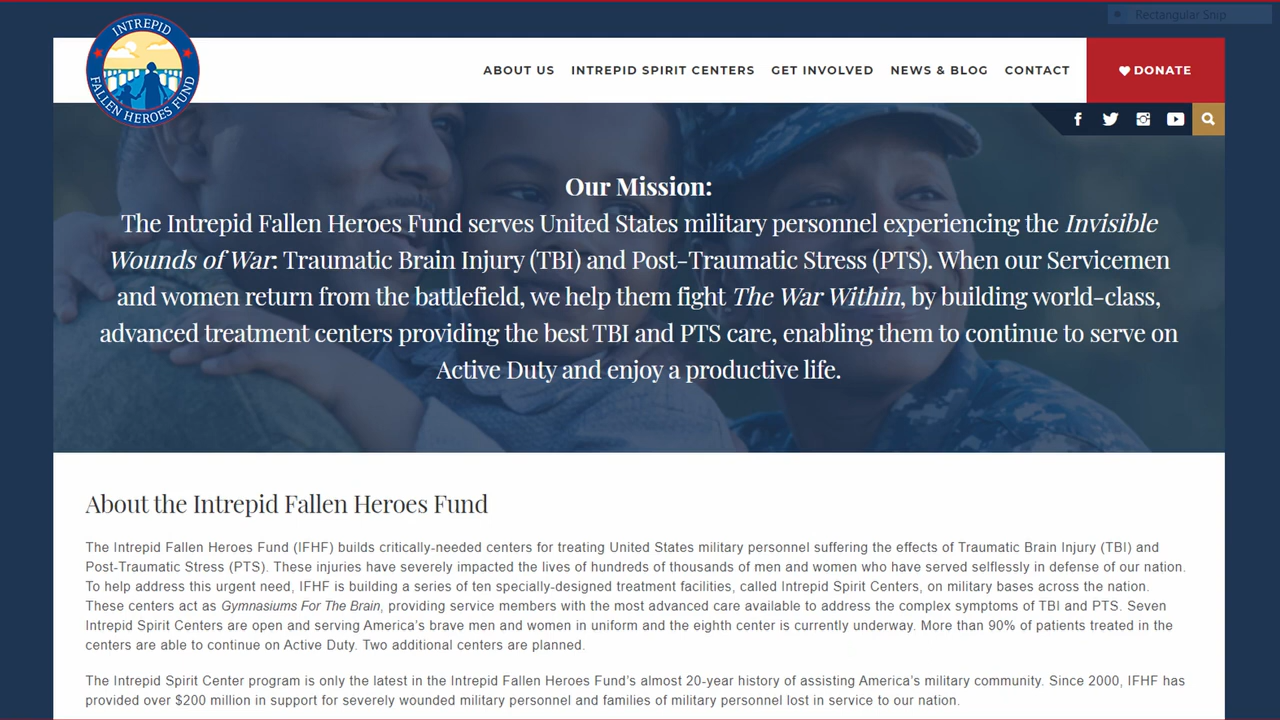 Rectangular Snip
INTREPID
FALLEN HEROES FUND
ABOUT US INTREPID SPIRIT CENTERS GET INVOLVED NEWS & BLOG CONTACT DONATE
Our Mission:
The Intrepid Fallen Heroes Fund serves United States military personnel experiencing the Invisible
Wounds of War: Traumatic Brain Injury (TBI) and Post-Traumatic Stress (PTS). When our Servicemen
and women return from the battlefield, we help them fight The War Within, by building world-class,
advanced treatment centers providing the best TBI and PTS care, enabling them to continue to serve on
Active Duty and enjoy a productive life.
About the Intrepid Fallen Heroes Fund
The Intrepid Fallen Heroes Fund (IFHF) builds critically-needed centers for treating United States military personnel suffering the effects of Traumatic Brain Injury (TBI) and
Post-Traumatic Stress (PTS). These injuries have severely impacted the lives of hundreds of thousands of men and women who have served selflessly in defense of our nation.
To help address this urgent need, IFHF is building a series of ten specially-designed treatment facilities, called Intrepid Spirit Centers, on military bases across the nation.
These centers act as Gymnasiums For The Brain, providing service members with the most advanced care available to address the complex symptoms of TBI and PTS. Seven
Intrepid Spirit Centers are open and serving America's brave men and women in uniform and the eighth center is currently underway. More than 90% of patients treated in the
centers are able to continue on Active Duty. Two additional centers are planned.
The Intrepid Spirit Center program is only the latest in the Intrepid Fallen Heroes Fund's almost 20-year history of assisting America's military community. Since 2000, IFHF has
provided over $200 million in support for severely wounded military personnel and families of military personnel lost in service to our nation.